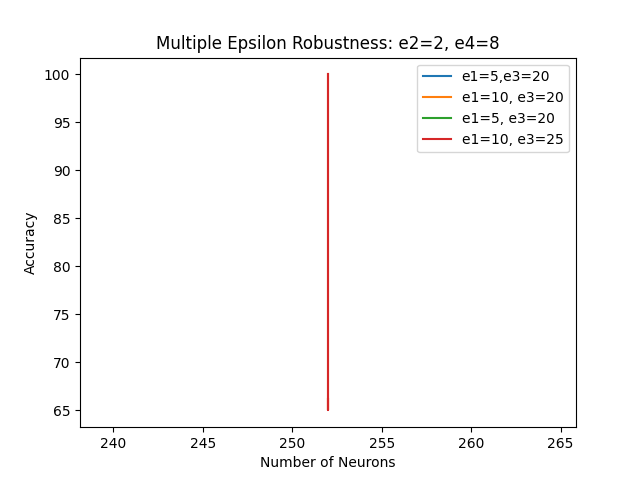 Multiple Epsilon Robustness: e2=2, e4=8
e1=5,e3=20
e1=10, e3=20
e1=5, e3=20
e1=10, e3=25
Accuracy
100
95
90
85
80
75
70
65
240 245 250 255 260 265
Number of Neurons